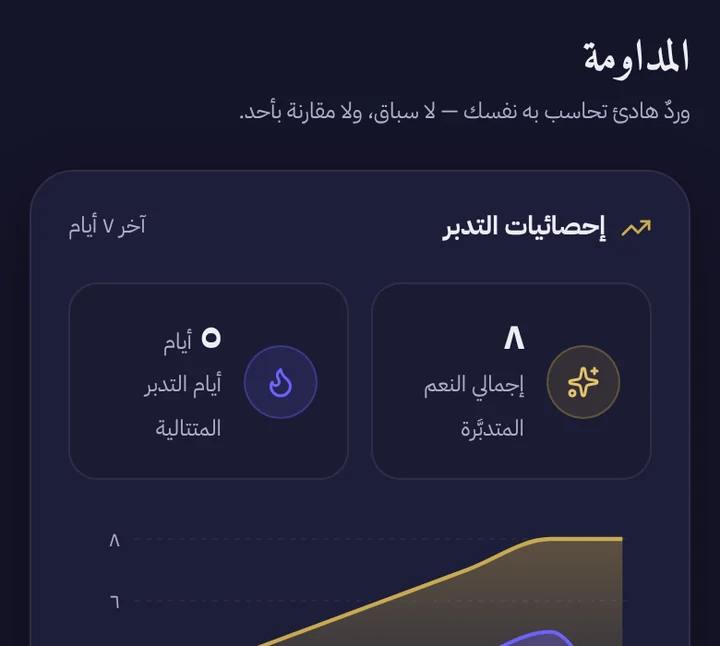 المداومة
وردٌ هادئ تحاسب به نفسك — لا سباق، ولا مقارنة بأحد.
إحصائيات التدبر
آخر ٧ أيام
٨
إجمالي النعم
المتدبَّرة
٥ أيام
أيام التدبر
المتتالية
٨
٦